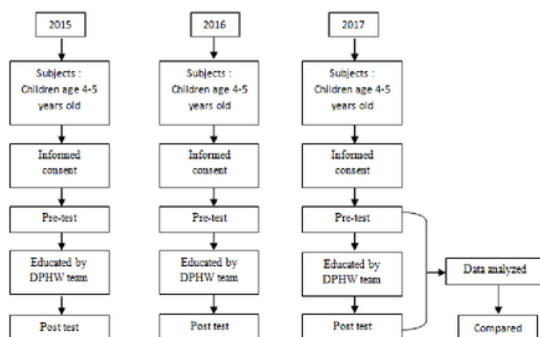 2015
Subjects :
Children age 4-5
years old
Informed
consent
Pre-test
Educated by
DPHW team
Post test
2016
Subjects :
Children age 4-5
years old
Informed
consent
Pre-test
Educated by
DPHW team
Post test
2017
Subjects :
Children age 4-5
years old
Informed
consent
Pre-test
Educated by
DPHW team
Post test
Data analyzed
Compared